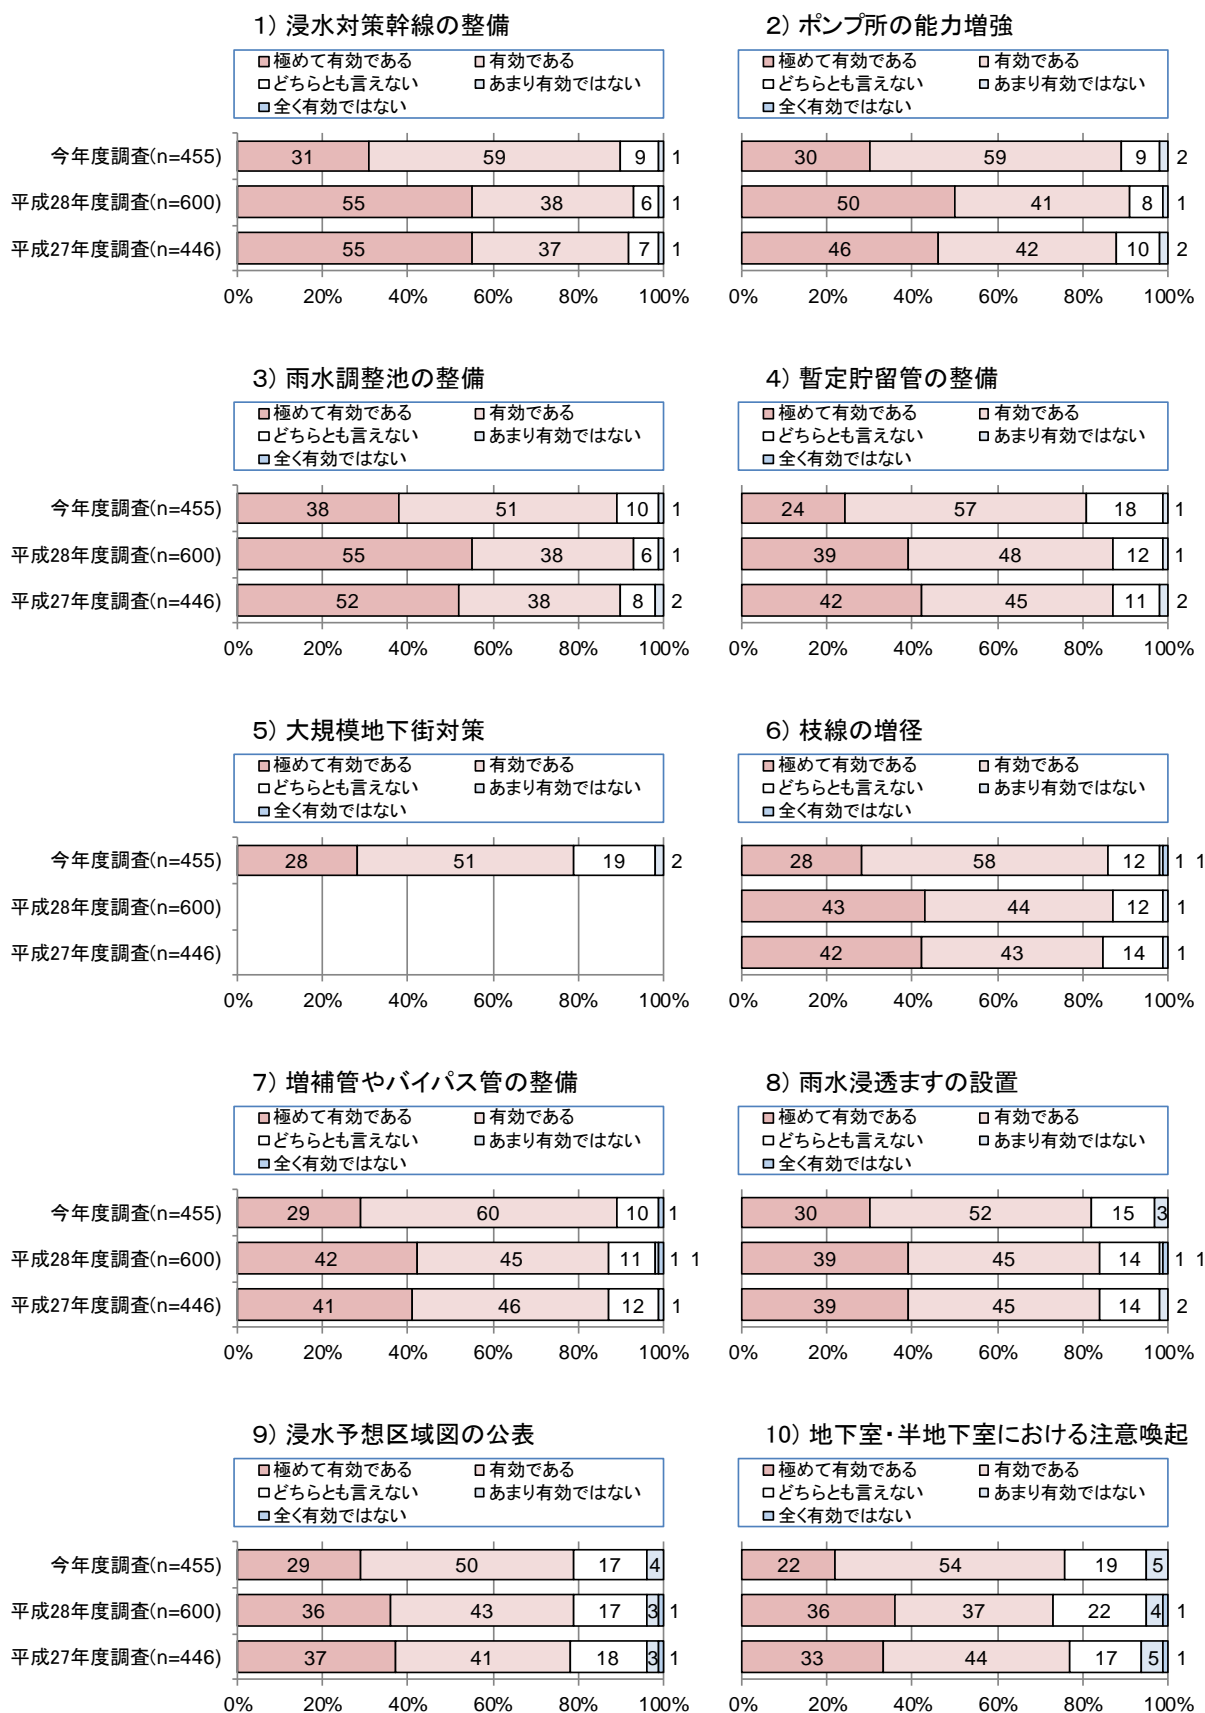 1）浸水対策幹線の整備
極めて有効である 有効である
どちらとも言えない あまり有効ではない
全く有効ではない
今年度調査(n=455) 31 59 9 1
平成28年度調査(n=600) 55 38 6 1
平成27年度調査(n=446) 55 37 7 1
0% 20% 40% 60% 80% 100%
2）ポンプ所の能力増強
極めて有効である 有効である
どちらとも言えない あまり有効ではない
全く有効ではない
30 59 9 2
50 41 8 1
46 42 10 2
0% 20% 40% 60% 80% 100%
3）雨水調整池の整備
極めて有効である 有効である
どちらとも言えない あまり有効ではない
全く有効ではない
今年度調査(n=455) 38 51 10 1
平成28年度調査(n=600) 55 38 6 1
平成27年度調査(n=446) 52 38 8 2
0% 20% 40% 60% 80% 100%
4）暫定貯留管の整備
極めて有効である 有効である
どちらとも言えない あまり有効ではない
全く有効ではない
24 57 18 1
39 48 12 1
42 45 11 2
0% 20% 40% 60% 80% 100%
5）大規模地下街対策
極めて有効である 有効である
どちらとも言えない あまり有効ではない
全く有効ではない
今年度調査(n=455) 28 51 19 2
平成28年度調査(n=600)
平成27年度調査(n=446)
0% 20% 40% 60% 80% 100%
6）枝線の増径
極めて有効である 有効である
どちらとも言えない あまり有効ではない
全く有効ではない
28 58 12 1 1
43 44 12 1
42 43 14 1
0% 20% 40% 60% 80% 100%
7）増補管やバイパス管の整備
極めて有効である 有効である
どちらとも言えない あまり有効ではない
全く有効ではない
今年度調査(n=455) 29 60 10 1
平成28年度調査(n=600) 42 45 11 1 1
平成27年度調査(n=446) 41 46 12 1
0% 20% 40% 60% 80% 100%
8）雨水浸透ますの設置
極めて有効である 有効である
どちらとも言えない あまり有効ではない
全く有効ではない
30 52 15 3
39 45 14 1 1
39 45 14 2
0% 20% 40% 60% 80% 100%
9）浸水予想区域図の公表
極めて有効である 有効である
どちらとも言えない あまり有効ではない
全く有効ではない
今年度調査(n=455) 29 50 17 4
平成28年度調査(n=600) 36 43 17 3 1
平成27年度調査(n=446) 37 41 18 3 1
0% 20% 40% 60% 80% 100%
10）地下室・半地下室における注意喚起
極めて有効である 有効である
どちらとも言えない あまり有効ではない
全く有効ではない
22 54 19 5
36 37 22 4 1
33 44 17 5 1
0% 20% 40% 60% 80% 100%